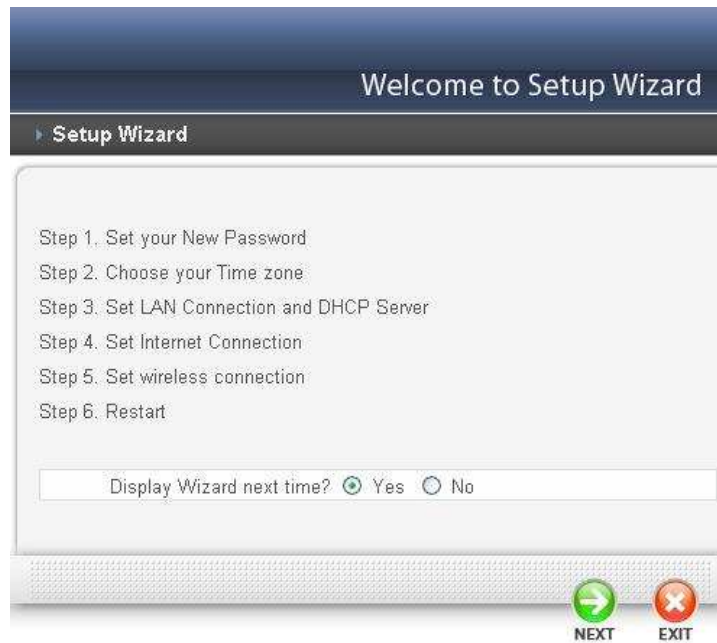 Welcome to Setup Wizard
Setup Wizard
Step 1. Set your New Password
Step 2. Choose your Time zone
Step 3. Set LAN Connection and DHCP Server
Step 4. Set Internet Connection
Step 5. Set wireless connection
Step 6. Restart
Display Wizard next time? Yes No
NEXT EXIT